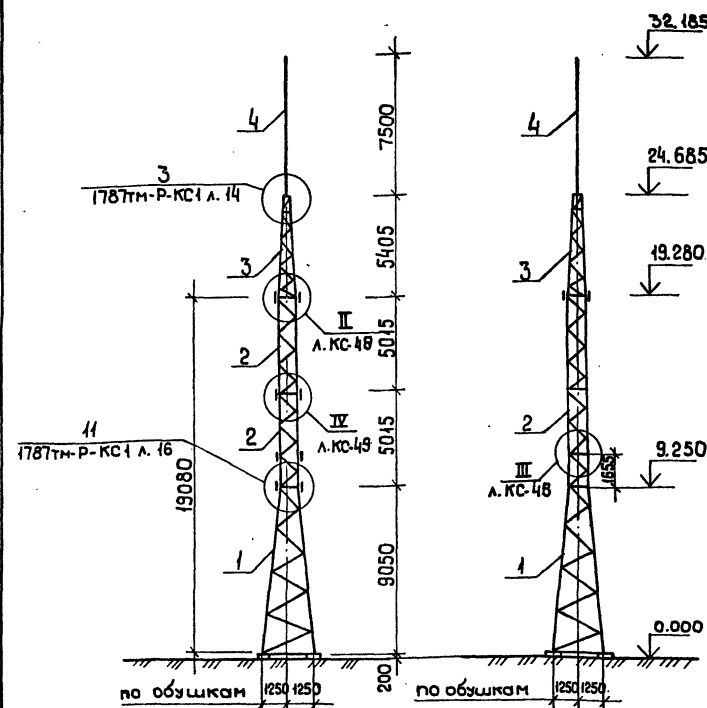 32.185
4
7500
4
3
1787тм-Р-КС1 л. 14
24.685
3
5405
3
19.280
II
л. КС-48
5015
2
IV
л. КС-49
2
2
5015
11
1787тм-Р-КС1 л. 16
III
л. КС-48
1655
9.250
19080
1
9050
1
0.000
200
по обушкам 1250 1250
по обушкам 1250 1250